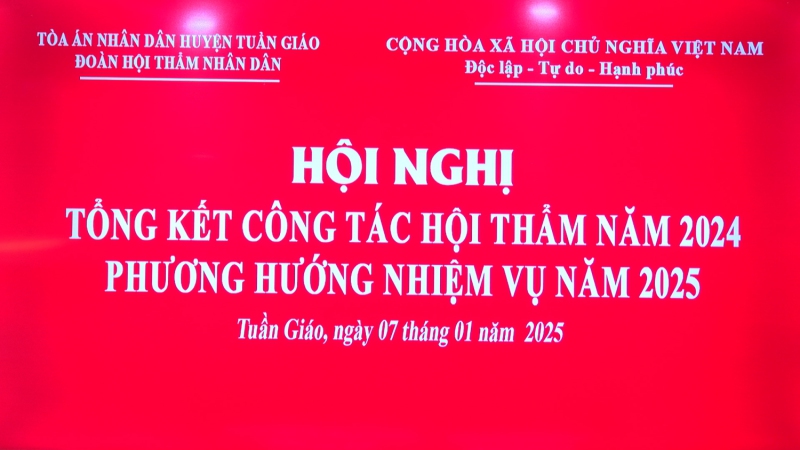 TÒA ÁN NHÂN DÂN HUYỆN TUẦN GIÁO
ĐOÀN HỘI THẨM NHÂN DÂN
CỘNG HÒA XÃ HỘI CHỦ NGHĨA VIỆT NAM
Độc lập - Tự do - Hạnh phúc
HỘI NGHỊ
TỔNG KẾT CÔNG TÁC HỘI THẨM NĂM 2024
PHƯƠNG HƯỚNG NHIỆM VỤ NĂM 2025
Tuần Giáo, ngày 07 tháng 01 năm 2025